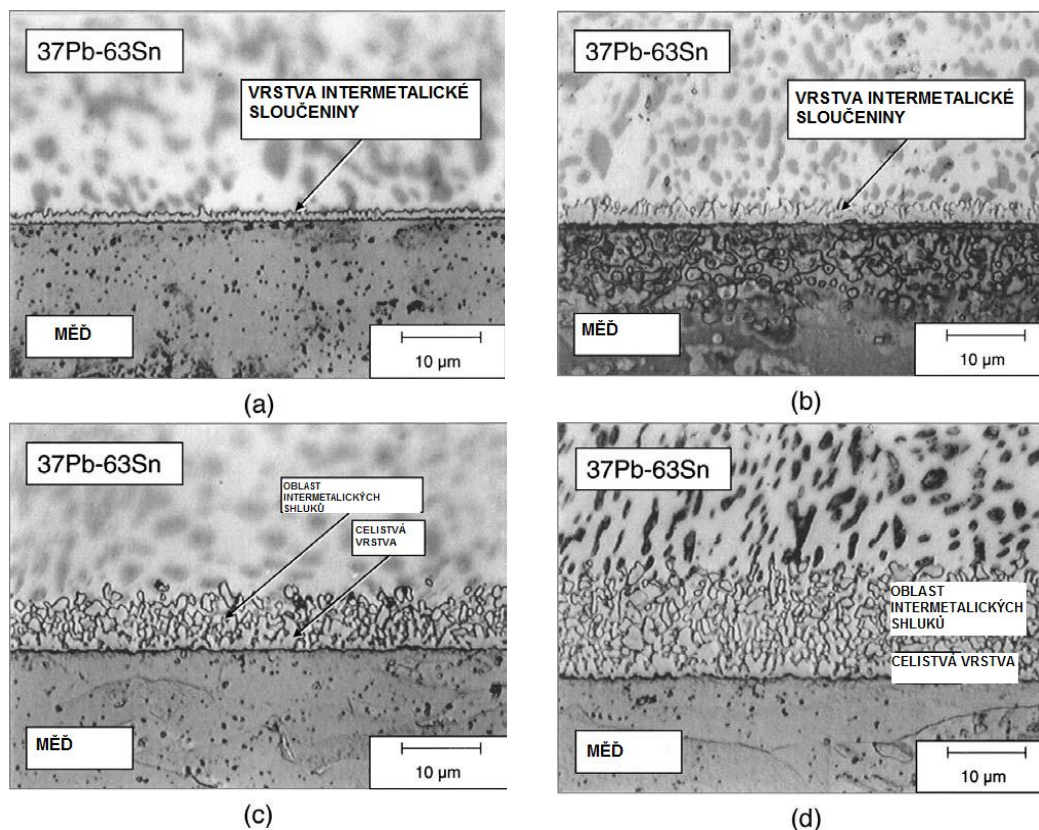 37Pb-63Sn
VRSTVA INTERMETALICKÉ
SLOUČENINY
MĚĎ
10 µm
(a)
37Pb-63Sn
VRSTVA INTERMETALICKÉ
SLOUČENINY
MĚĎ
10 µm
(b)
37Pb-63Sn
OBLAST
INTERMETALICKÝCH
SHLUKŮ
CELISTVÁ
VRSTVA
MĚĎ
10 µm
(c)
37Pb-63Sn
OBLAST
INTERMETALICKÝCH
SHLUKŮ
CELISTVÁ VRSTVA
MĚĎ
10 µm
(d)